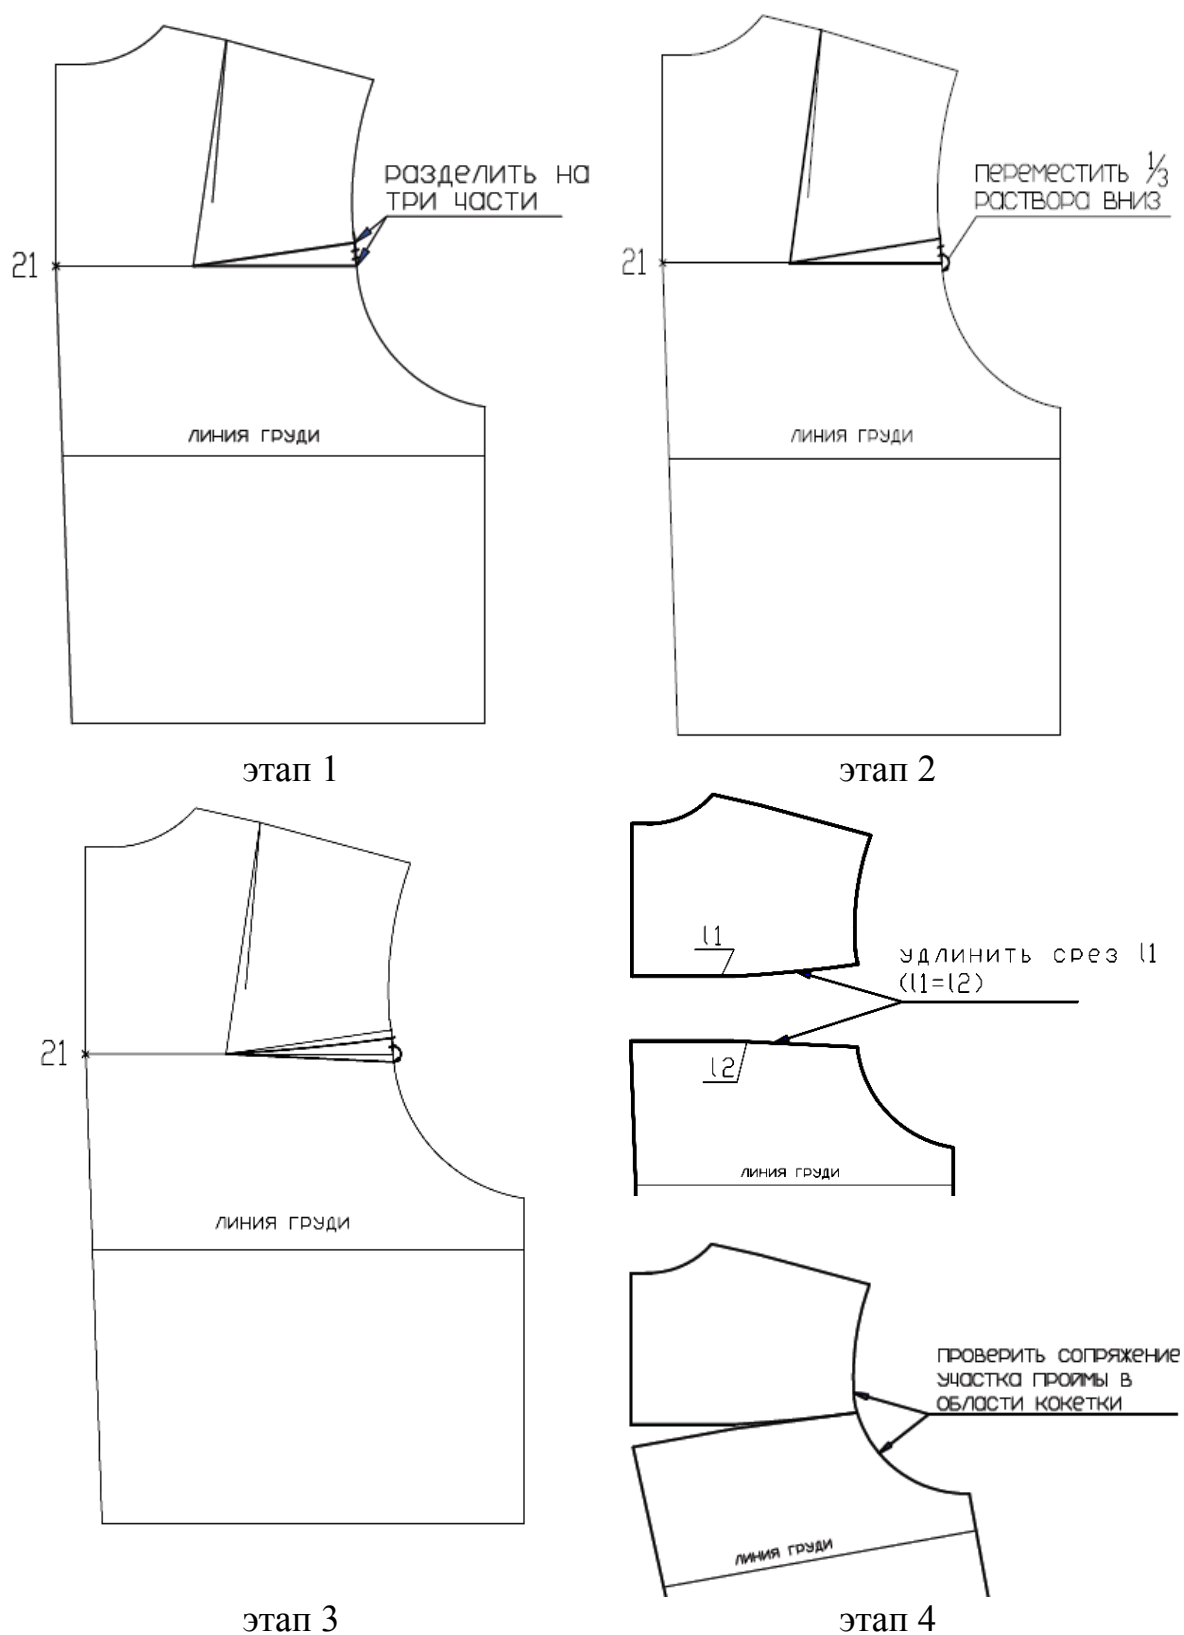 РАЗДЕЛИТЬ НА
ТРИ ЧАСТИ
21
ЛИНИЯ ГРУДИ
этап 1
ПЕРЕМЕСТИТЬ 1/3
РАСТВОРА ВНИЗ
21
ЛИНИЯ ГРУДИ
этап 2
21
ЛИНИЯ ГРУДИ
этап 3
l1
УДЛИНИТЬ СРЕЗ l1
(l1=l2)
l2
ЛИНИЯ ГРУДИ
ПРОВЕРИТЬ СОПРЯЖЕНИЕ
УЧАСТКА ПРОЙМЫ В
ОБЛАСТИ КОКЕТКИ
ЛИНИЯ ГРУДИ
этап 4